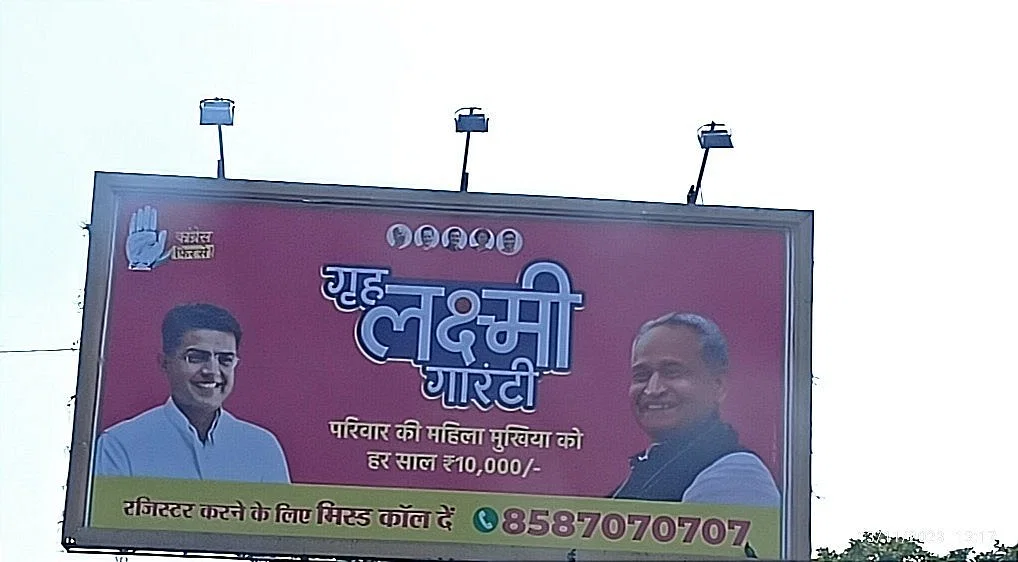 कांग्रेस
फिर से
गृह
लक्ष्मी
गारंटी
परिवार की महिला मुखिया को
हर साल ₹10,000/-
रजिस्टर करने के लिए मिस्ड कॉल दें 8587070707